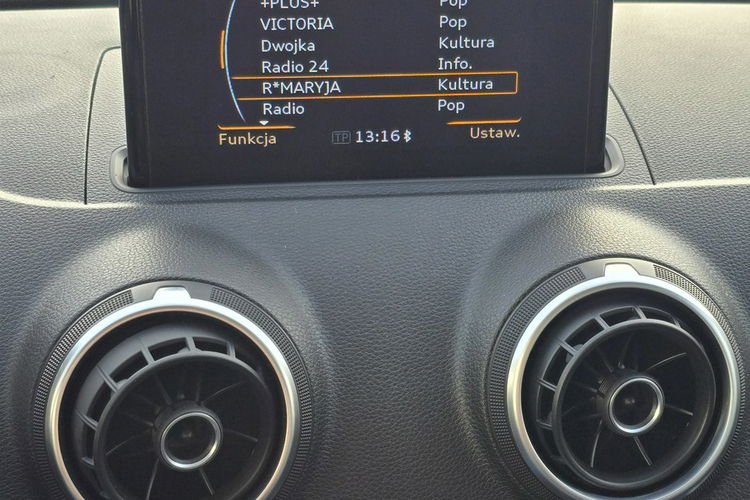 +PLUS+ Pop
VICTORIA Pop
Dwojka Kultura
Radio 24 Info.
R*MARYJA Kultura
Radio Pop
Funkcja TP 13:16 Ustaw.